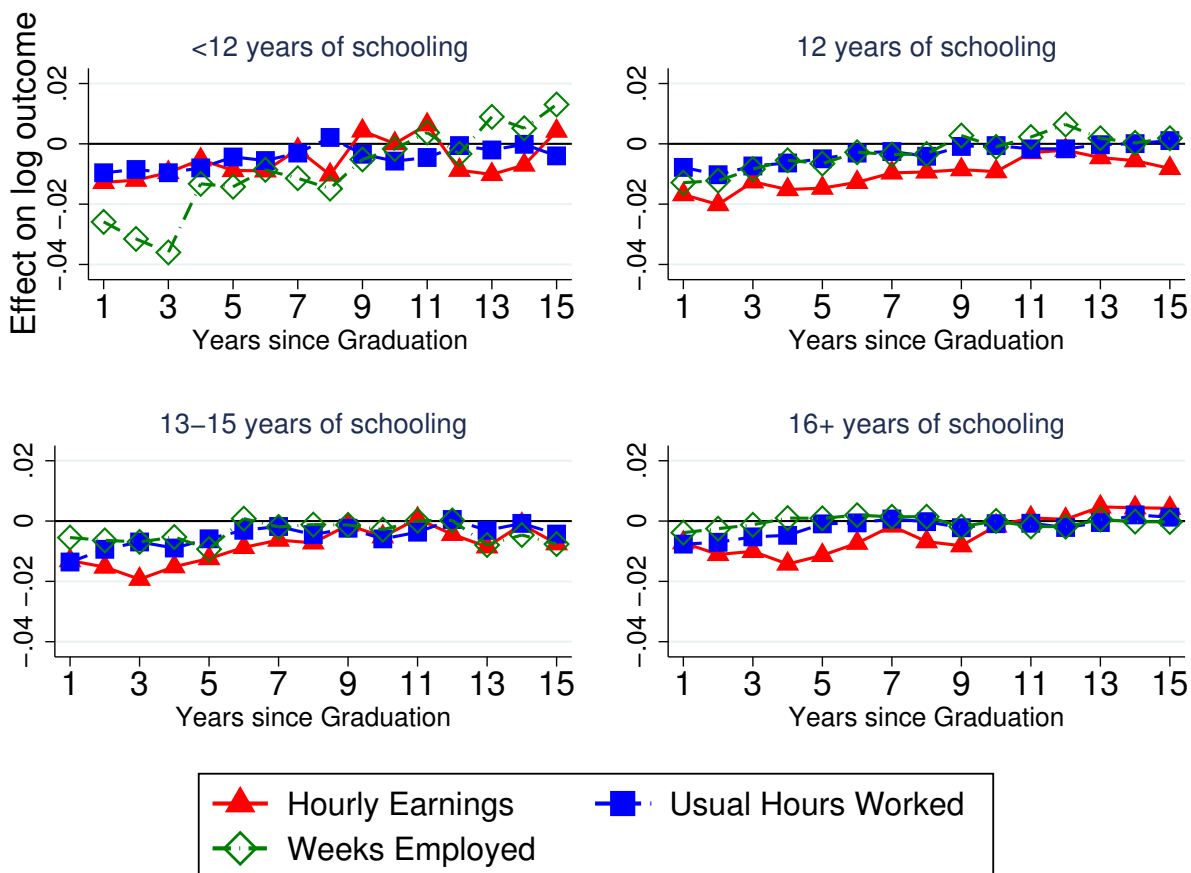 Effect on log outcome
<12 years of schooling
.02
0
−.02
−.04
1 3 5 7 9 11 13 15
Years since Graduation
12 years of schooling
.02
0
−.02
−.04
1 3 5 7 9 11 13 15
Years since Graduation
13−15 years of schooling
.02
0
−.02
−.04
1 3 5 7 9 11 13 15
Years since Graduation
16+ years of schooling
.02
0
−.02
−.04
1 3 5 7 9 11 13 15
Years since Graduation
Hourly Earnings
Usual Hours Worked
Weeks Employed